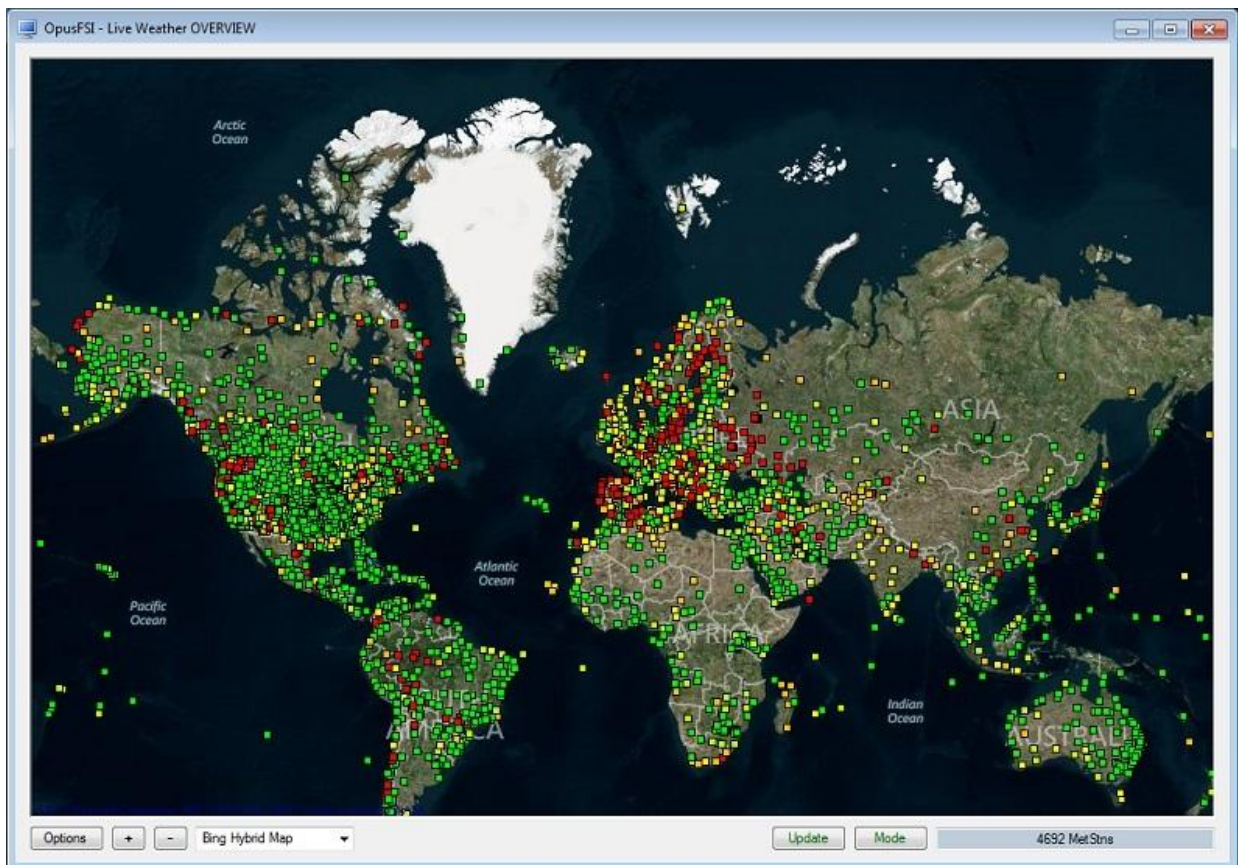 OpusFSI - Live Weather OVERVIEW
Arctic
Ocean
ASIA
Atlantic
Ocean
Pacific
Ocean
AFRICA
Indian
Ocean
AUSTRALI
Options
+
-
Bing Hybrid Map
Update
Mode
4692 MetStns